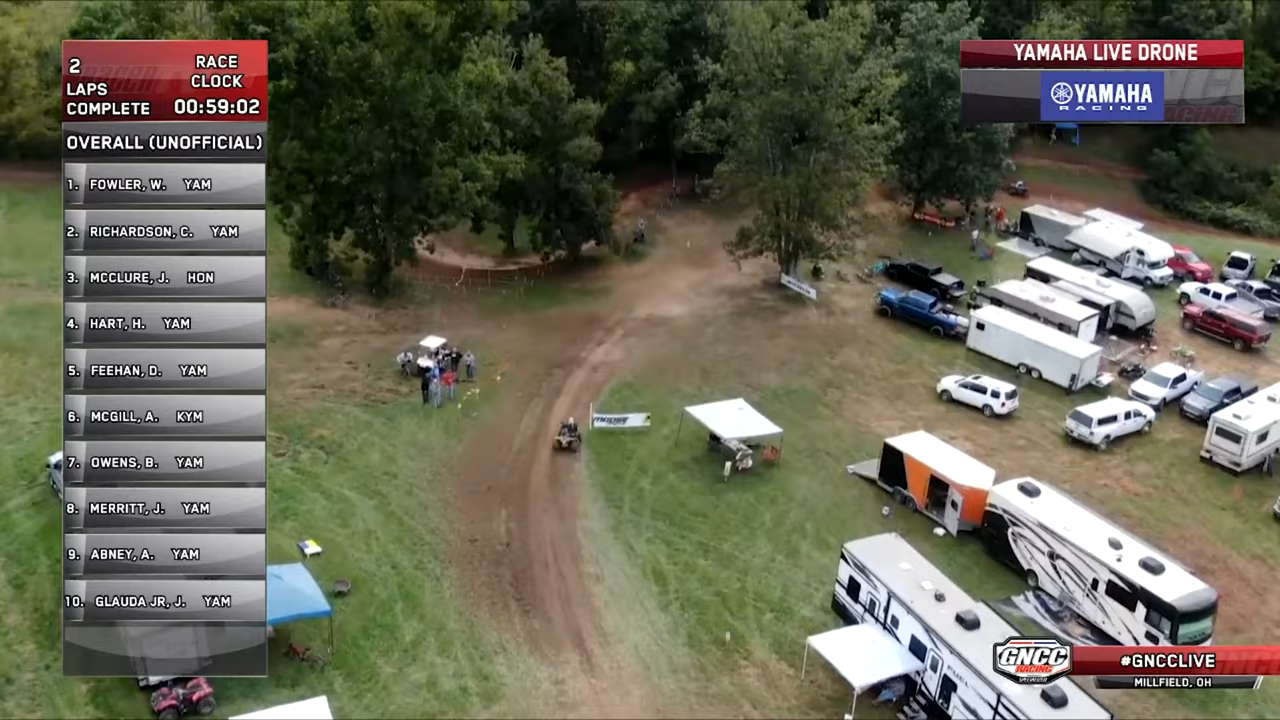 2
LAPS
COMPLETE
RACE
CLOCK
00:59:02
OVERALL (UNOFFICIAL)
1. FOWLER, W. YAM
2. RICHARDSON, C. YAM
3. MCCLURE, J. HON
4. HART, H. YAM
5. FEEHAN, D. YAM
6. MCGILL, A. KYM
7. OWENS, B. YAM
8. MERRITT, J. YAM
9. ABNEY, A. YAM
10. GLAUDA JR, J. YAM
YAMAHA LIVE DRONE
YAMAHA
RACING
MOOSE
GNCC
RACING
#GNCCLIVE
MILLFIELD, OH